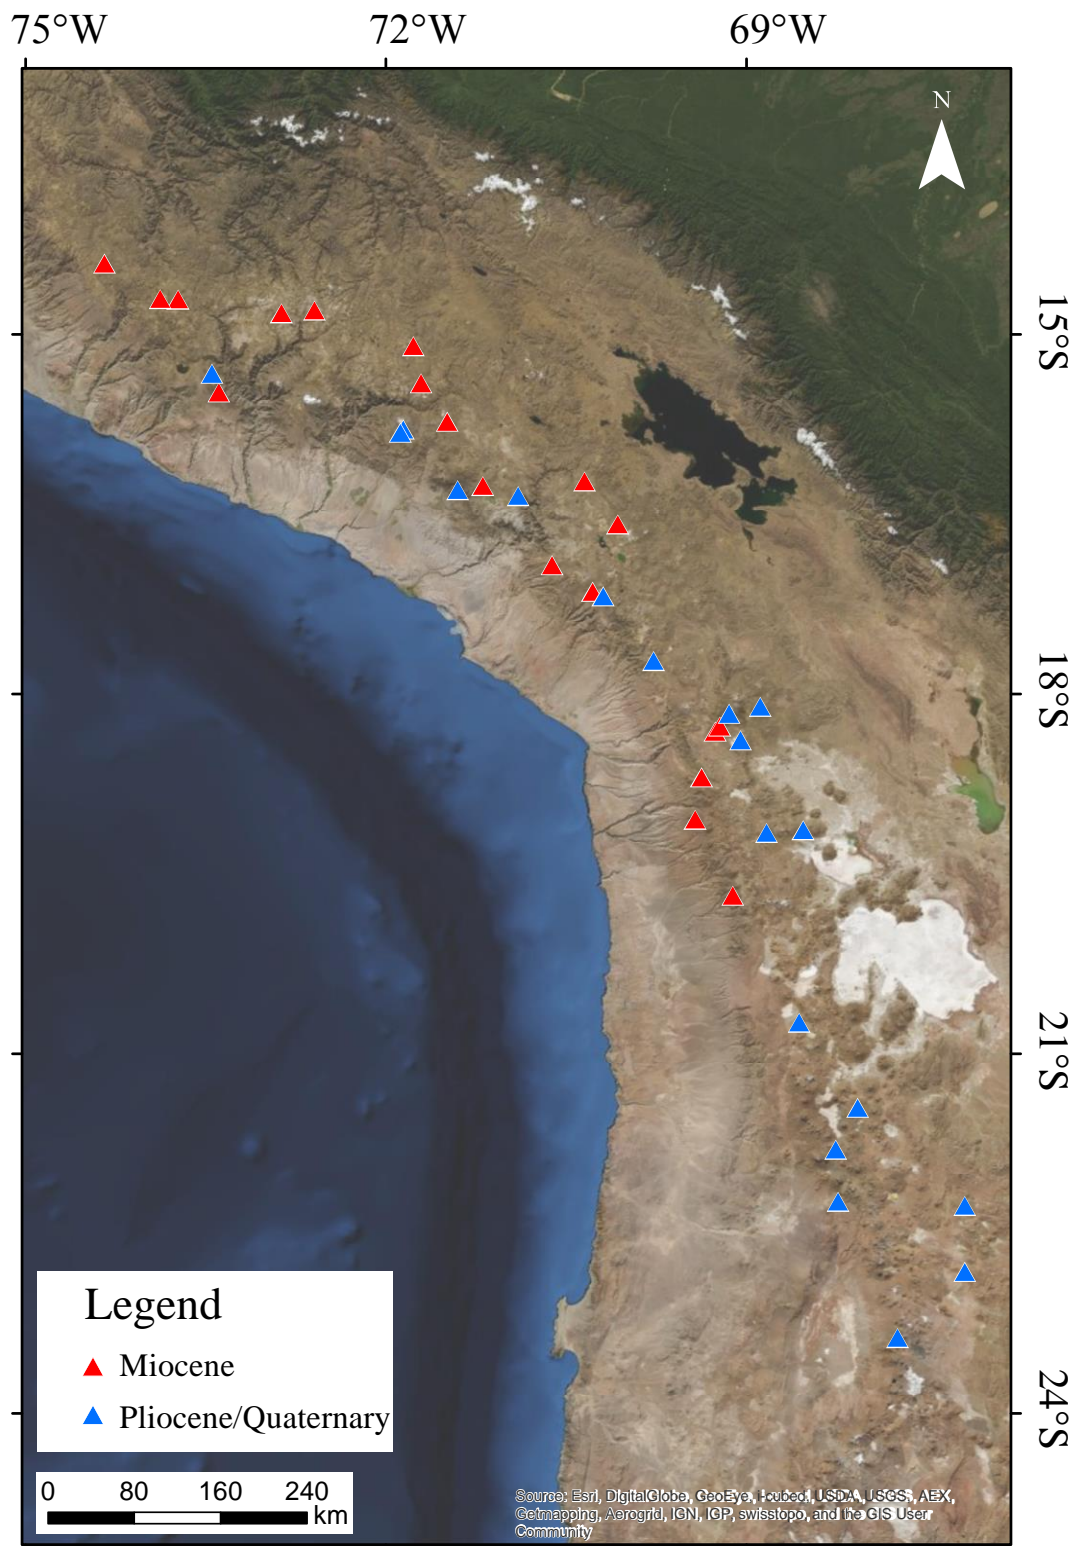 75°W 72°W 69°W
N
15°S
18°S
21°S
24°S
Legend
Miocene
Pliocene/Quaternary
0 80 160 240
km
Source: Esri, DigitalGlobe, GeoEye, i-cubed, USDA, USGS, AEX,
Getmapping, Aerogrid, IGN, IGP, swisstopo, and the GIS User
Community